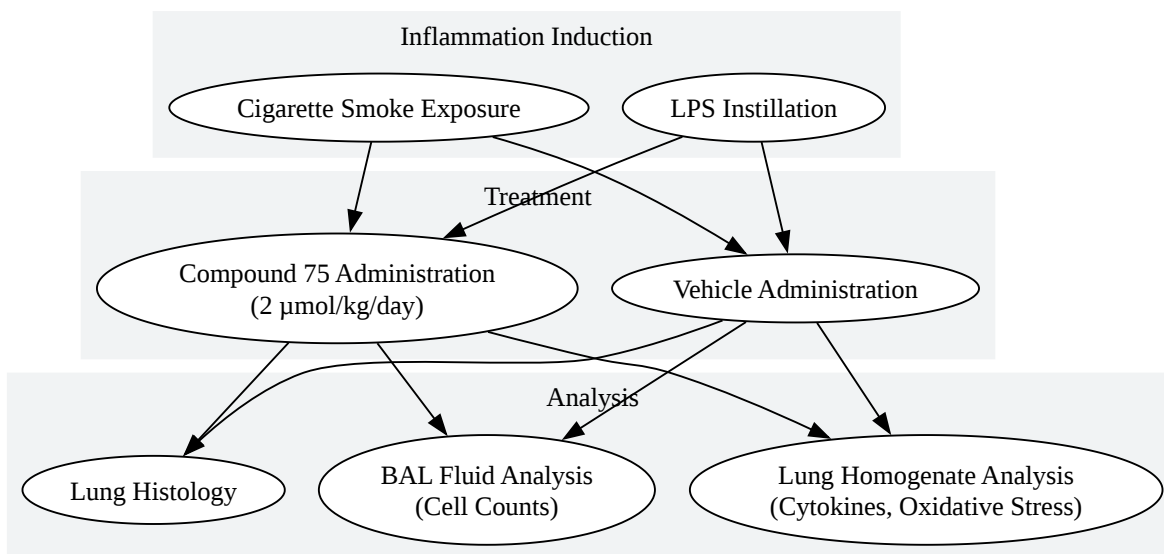 Inflammation Induction
Cigarette Smoke Exposure
LPS Instillation
Treatment
Compound 75 Administration
(2 µmol/kg/day)
Vehicle Administration
Analysis
Lung Histology
BAL Fluid Analysis
(Cell Counts)
Lung Homogenate Analysis
(Cytokines, Oxidative Stress)